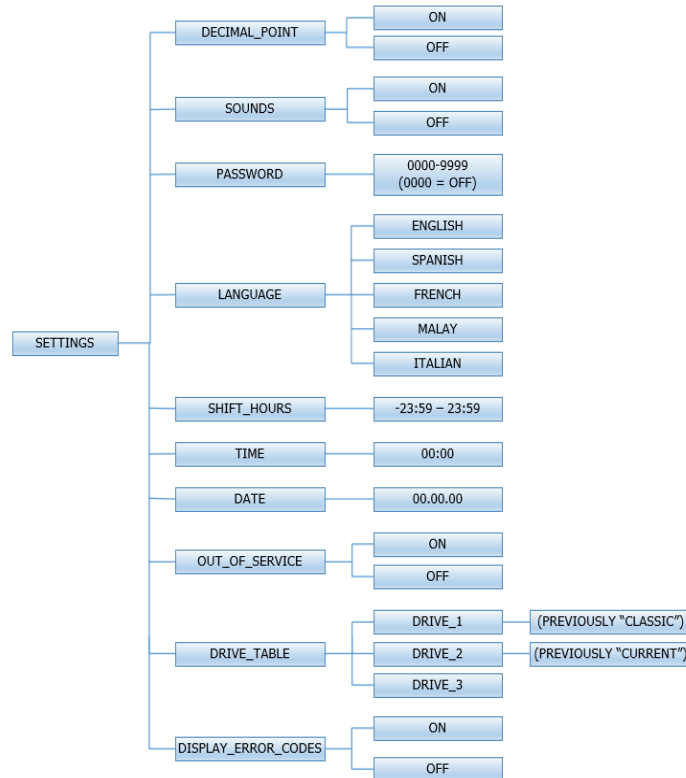 SETTINGS
DECIMAL_POINT
ON
OFF
SOUNDS
ON
OFF
PASSWORD
0000-9999
(0000 = OFF)
LANGUAGE
ENGLISH
SPANISH
FRENCH
MALAY
ITALIAN
SHIFT_HOURS
-23:59 – 23:59
TIME
00:00
DATE
00.00.00
OUT_OF_SERVICE
ON
OFF
DRIVE_TABLE
DRIVE_1
(PREVIOUSLY “CLASSIC”)
DRIVE_2
(PREVIOUSLY “CURRENT”)
DRIVE_3
DISPLAY_ERROR_CODES
ON
OFF